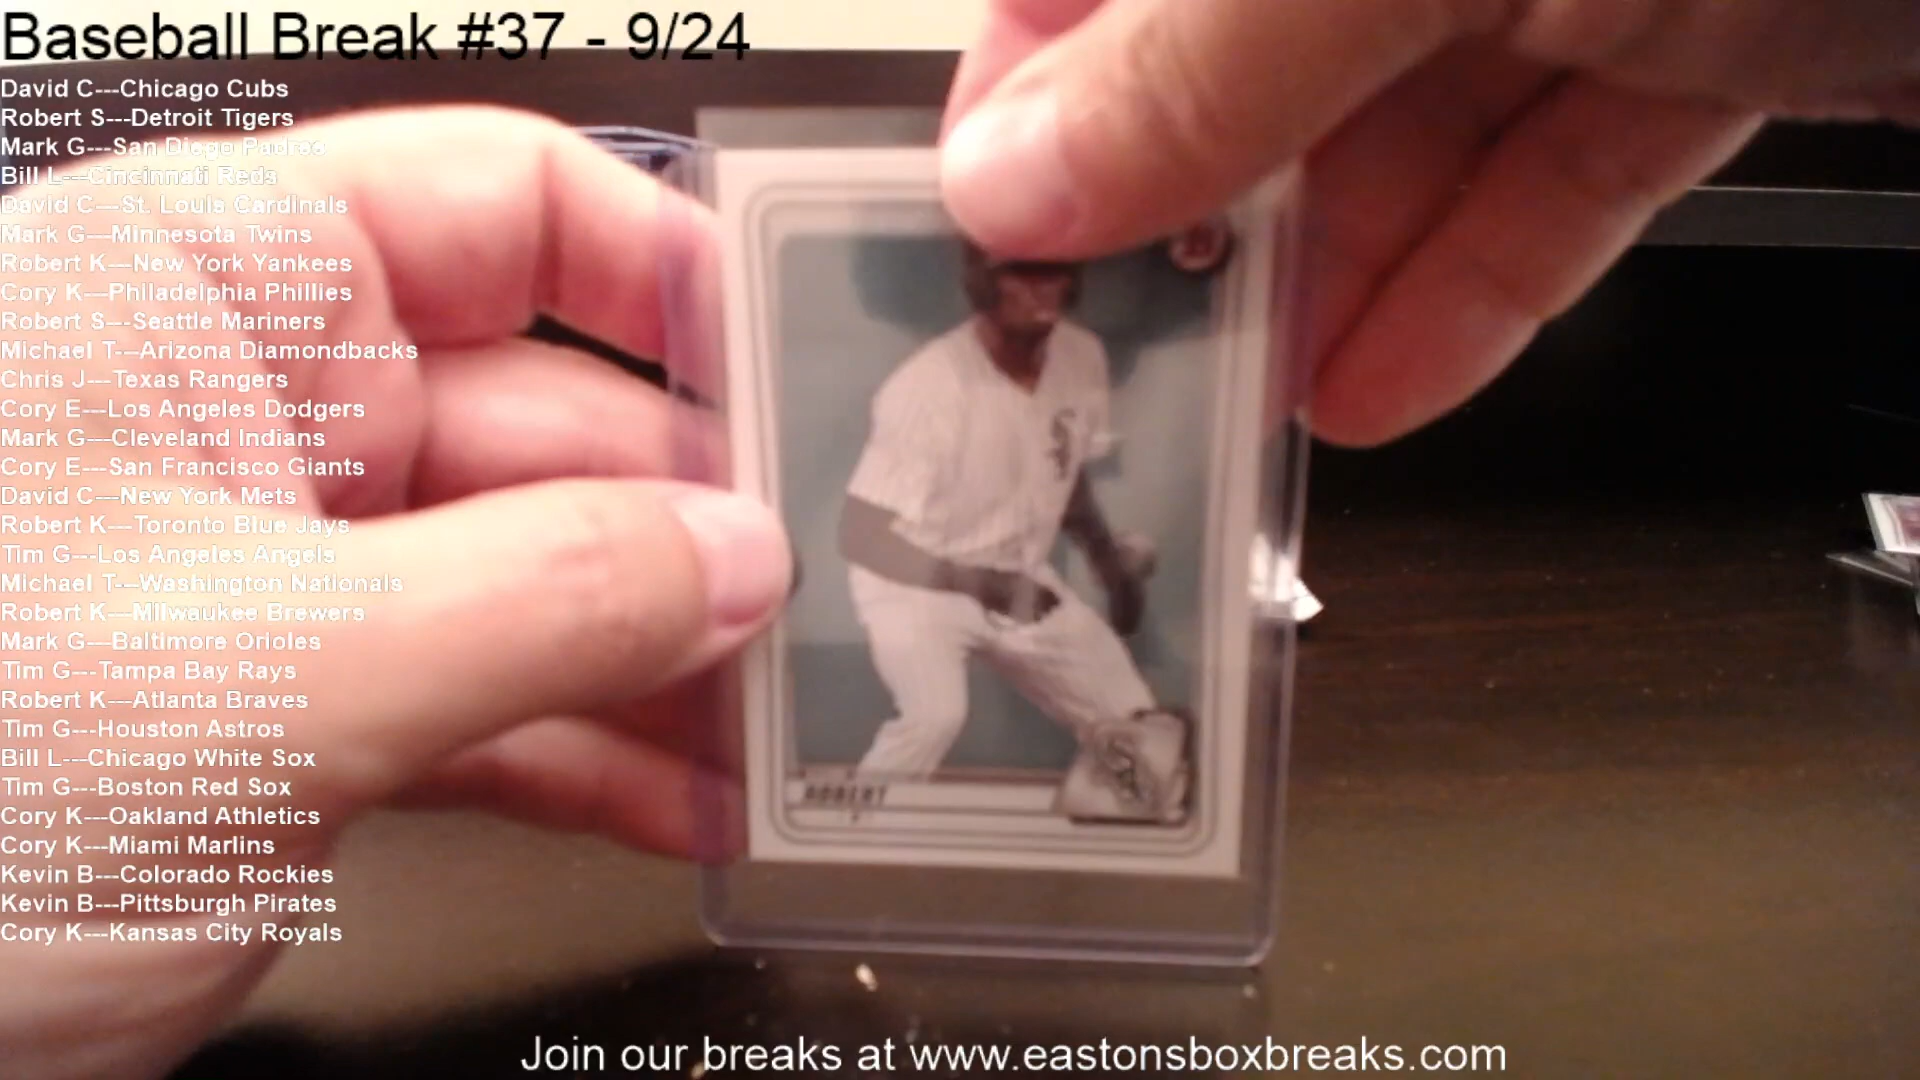 Baseball Break #37 - 9/24
David C---Chicago Cubs
Robert S---Detroit Tigers
Mark G---San Diego Padres
Bill L---Cincinnati Reds
David C---St. Louis Cardinals
Mark G---Minnesota Twins
Robert K---New York Yankees
Cory K---Philadelphia Phillies
Robert S---Seattle Mariners
Michael T---Arizona Diamondbacks
Chris J---Texas Rangers
Cory E---Los Angeles Dodgers
Mark G---Cleveland Indians
Cory E---San Francisco Giants
David C---New York Mets
Robert K---Toronto Blue Jays
Tim G---Los Angeles Angels
Michael T---Washington Nationals
Robert K---Milwaukee Brewers
Mark G---Baltimore Orioles
Tim G---Tampa Bay Rays
Robert K---Atlanta Braves
Tim G---Houston Astros
Bill L---Chicago White Sox
Tim G---Boston Red Sox
Cory K---Oakland Athletics
Cory K---Miami Marlins
Kevin B---Colorado Rockies
Kevin B---Pittsburgh Pirates
Cory K---Kansas City Royals
Sox
ROBERT
Join our breaks at www.eastonsboxbreaks.com